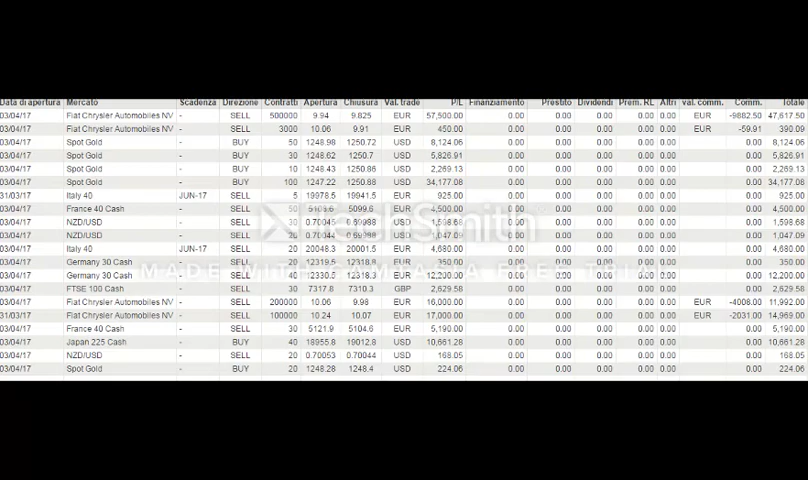 Data di apertura Mercato Scadenza Direzione Contratti Apertura Chiusura Val. trade P/L Finanziamento Prestito Dividendi Prem. RL Altri val. comm. Comm. Totale
03/04/17 Fiat Chrysler Automobiles NV - SELL 500000 9.94 9.825 EUR 57,500.00 0.00 0.00 0.00 0.00 0.00 EUR -9882.50 47,617.50
03/04/17 Fiat Chrysler Automobiles NV - SELL 3000 10.06 9.91 EUR 450.00 0.00 0.00 0.00 0.00 0.00 EUR -59.91 390.09
03/04/17 Spot Gold - BUY 50 1248.98 1250.72 USD 8,124.06 0.00 0.00 0.00 0.00 0.00 0.00 8,124.06
03/04/17 Spot Gold - BUY 30 1248.62 1250.7 USD 5,826.91 0.00 0.00 0.00 0.00 0.00 0.00 5,826.91
03/04/17 Spot Gold - BUY 10 1248.43 1250.86 USD 2,269.13 0.00 0.00 0.00 0.00 0.00 0.00 2,269.13
03/04/17 Spot Gold - BUY 100 1247.22 1250.88 USD 34,177.08 0.00 0.00 0.00 0.00 0.00 0.00 34,177.08
31/03/17 Italy 40 JUN-17 SELL 5 19978.5 19941.5 EUR 925.00 0.00 0.00 0.00 0.00 0.00 0.00 925.00
03/04/17 France 40 Cash - SELL 50 5099.6 EUR 4,500.00 0.00 0.00 0.00 0.00 0.00 0.00 4,500.00
03/04/17 NZD/USD - SELL 30 0.69988 USD 1,598.68 0.00 0.00 0.00 0.00 0.00 0.00 1,598.68
03/04/17 NZD/USD - SELL 20 0.70044 USD 1,047.09 0.00 0.00 0.00 0.00 0.00 0.00 1,047.09
03/04/17 Italy 40 JUN-17 SELL 20 20048.3 20001.5 EUR 4,680.00 0.00 0.00 0.00 0.00 0.00 0.00 4,680.00
03/04/17 Germany 30 Cash - SELL 20 12319.5 EUR 350.00 0.00 0.00 0.00 0.00 0.00 0.00 350.00
03/04/17 Germany 30 Cash - SELL 40 12330.5 12318.3 EUR 12,200.00 0.00 0.00 0.00 0.00 0.00 0.00 12,200.00
03/04/17 FTSE 100 Cash - SELL 30 7317.8 7310.3 GBP 2,629.58 0.00 0.00 0.00 0.00 0.00 0.00 2,629.58
03/04/17 Fiat Chrysler Automobiles NV - SELL 200000 10.06 9.98 EUR 16,000.00 0.00 0.00 0.00 0.00 0.00 EUR -4008.00 11,992.00
31/03/17 Fiat Chrysler Automobiles NV - SELL 100000 10.24 10.07 EUR 17,000.00 0.00 0.00 0.00 0.00 0.00 EUR -2031.00 14,969.00
03/04/17 France 40 Cash - SELL 30 5121.9 5104.6 EUR 5,190.00 0.00 0.00 0.00 0.00 0.00 0.00 5,190.00
03/04/17 Japan 225 Cash - BUY 40 18955.8 19012.8 EUR 10,661.28 0.00 0.00 0.00 0.00 0.00 0.00 10,661.28
03/04/17 NZD/USD - SELL 20 0.70053 0.70044 USD 168.05 0.00 0.00 0.00 0.00 0.00 0.00 168.05
03/04/17 Spot Gold - BUY 20 1248.28 1248.4 USD 224.06 0.00 0.00 0.00 0.00 0.00 0.00 224.06
TechSmith
MADE WITH CAMTASIA FREE TRIAL